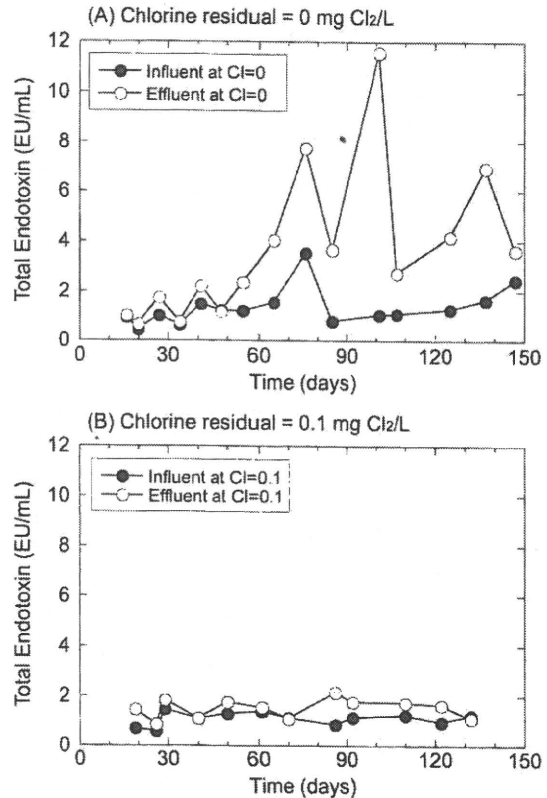 (A) Chlorine residual = 0 mg Cl₂/L
12
10
8
6
4
2
0
Total Endotoxin (EU/mL)
Influent at Cl=0
Effluent at Cl=0
0 30 60 90 120 150
Time (days)
(B) Chlorine residual = 0.1 mg Cl₂/L
12
10
8
6
4
2
0
Total Endotoxin (EU/mL)
Influent at Cl=0.1
Effluent at Cl=0.1
0 30 60 90 120 150
Time (days)